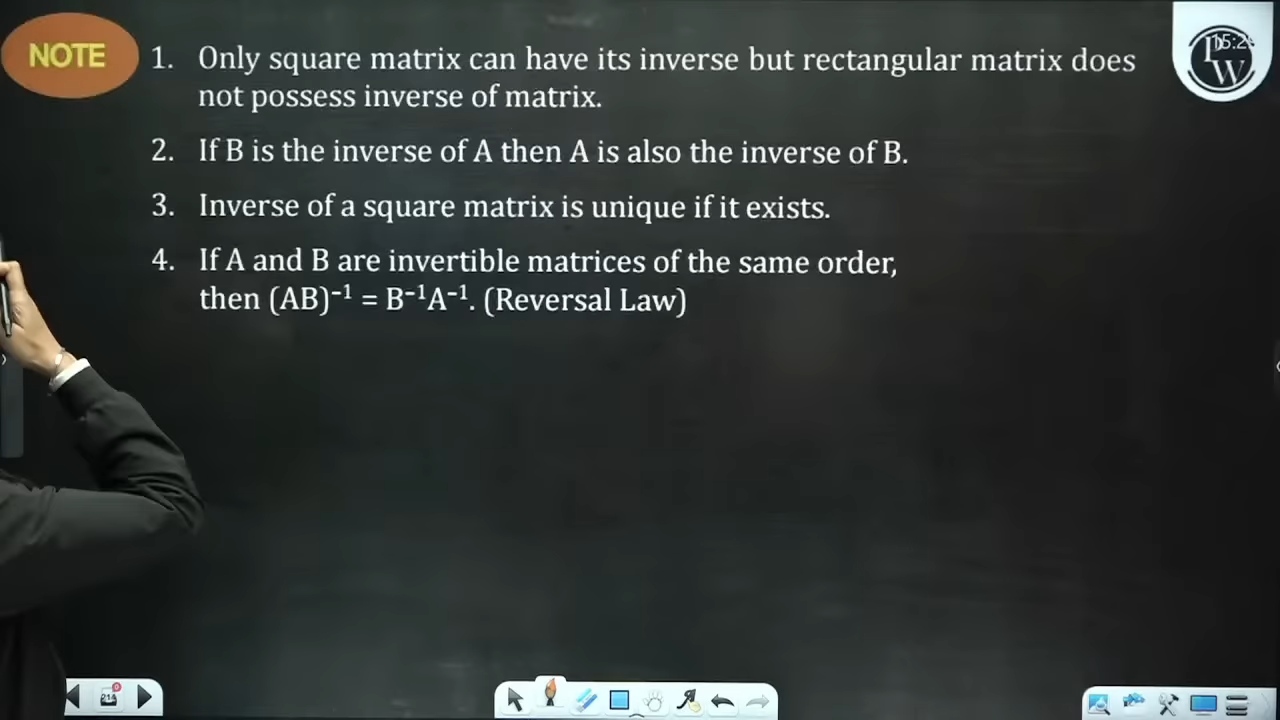 NOTE
1. Only square matrix can have its inverse but rectangular matrix does
not possess inverse of matrix.
2. If B is the inverse of A then A is also the inverse of B.
3. Inverse of a square matrix is unique if it exists.
4. If A and B are invertible matrices of the same order,
then (AB)⁻¹ = B⁻¹A⁻¹. (Reversal Law)